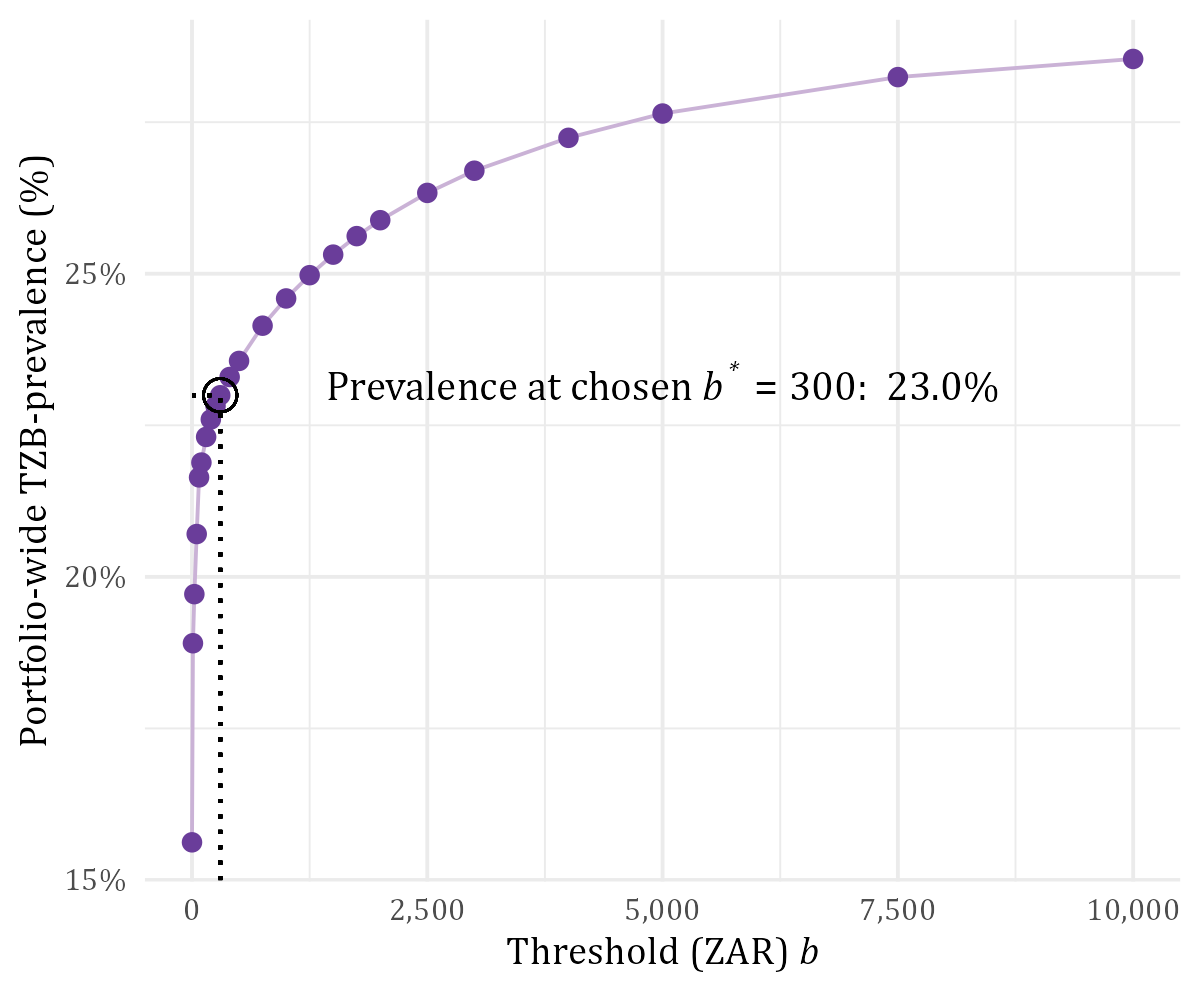 Portfolio-wide TZB-prevalence (%)
25%
20%
15%
Prevalence at chosen b* = 300: 23.0%
0 2,500 5,000 7,500 10,000
Threshold (ZAR) b